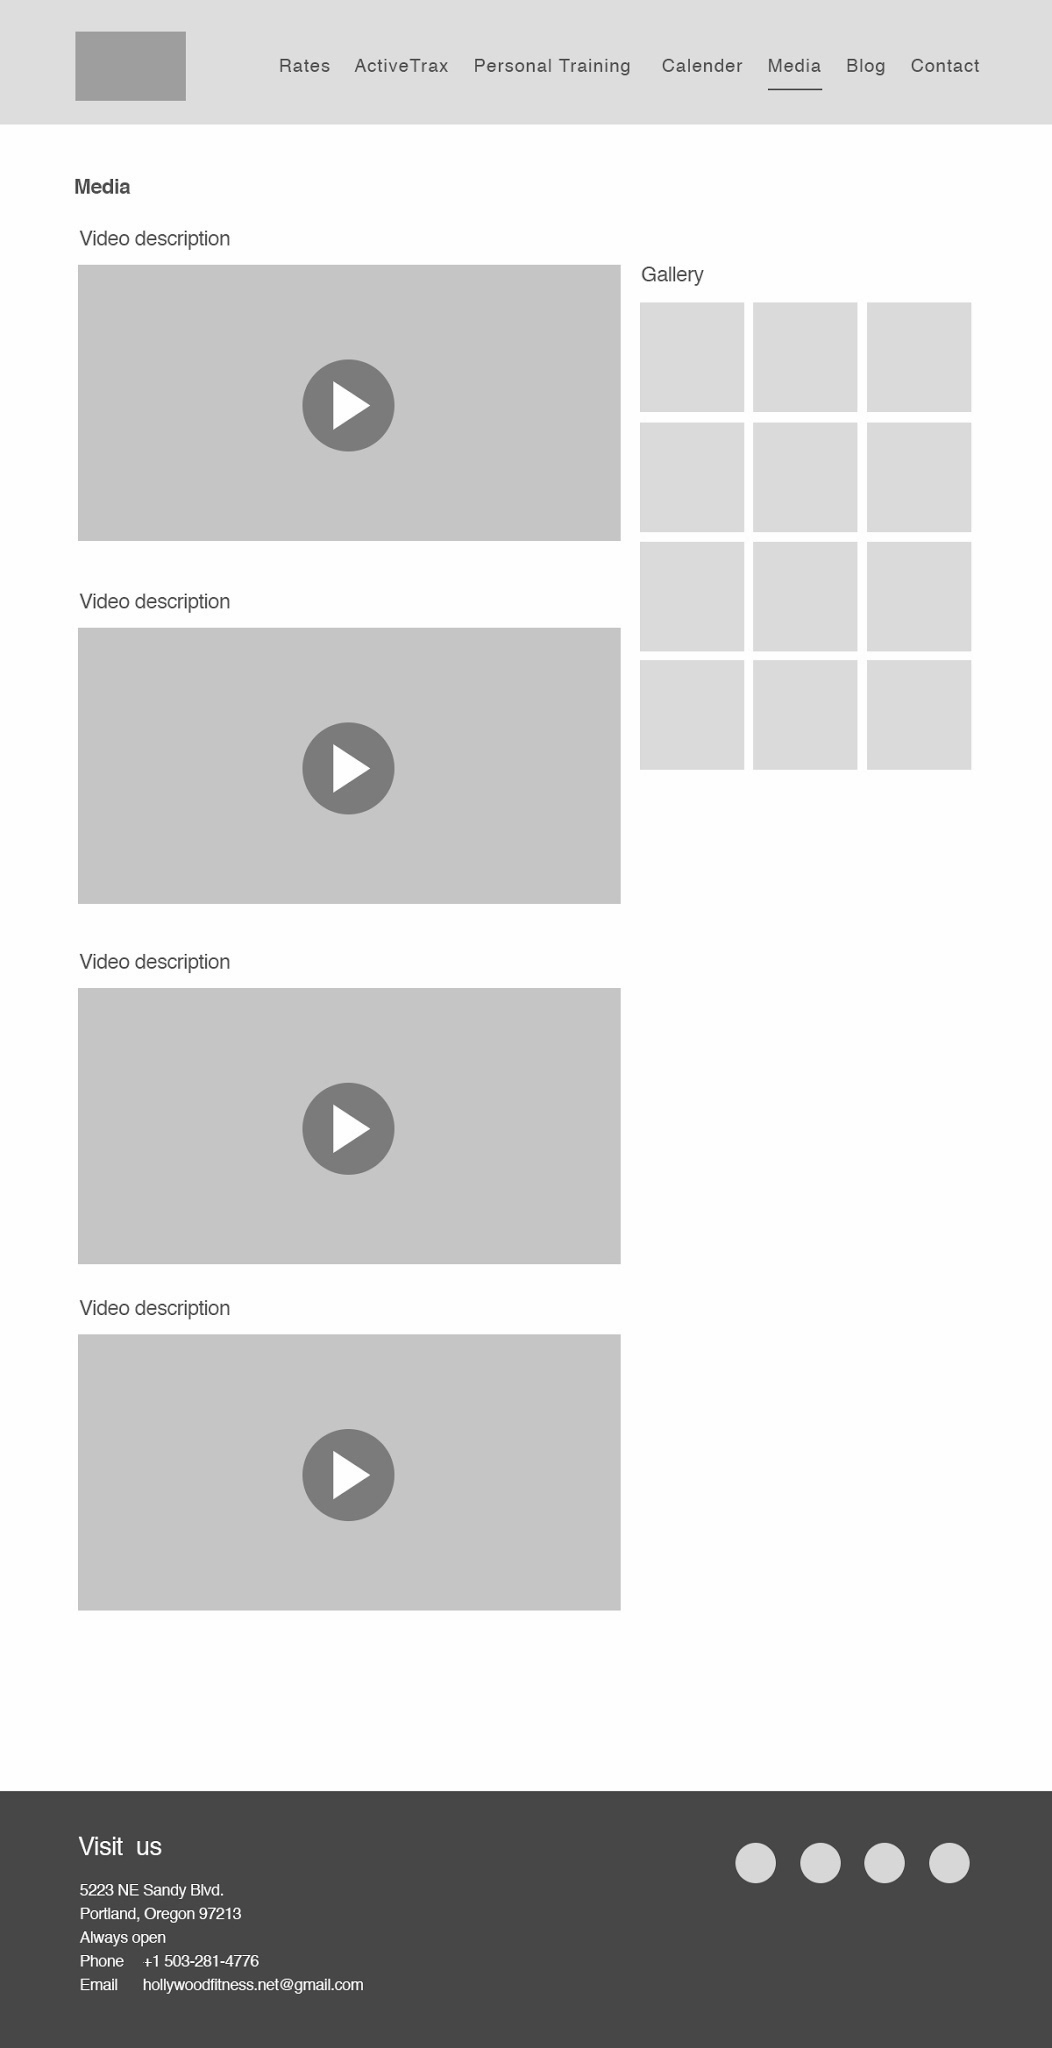 Rates ActiveTrax Personal Training Calender Media Blog Contact
Media
Video description
Gallery
Video description
Video description
Video description
Visit us
5223 NE Sandy Blvd.
Portland, Oregon 97213
Always open
Phone +1 503-281-4776
Email hollywoodfitness.net@gmail.com